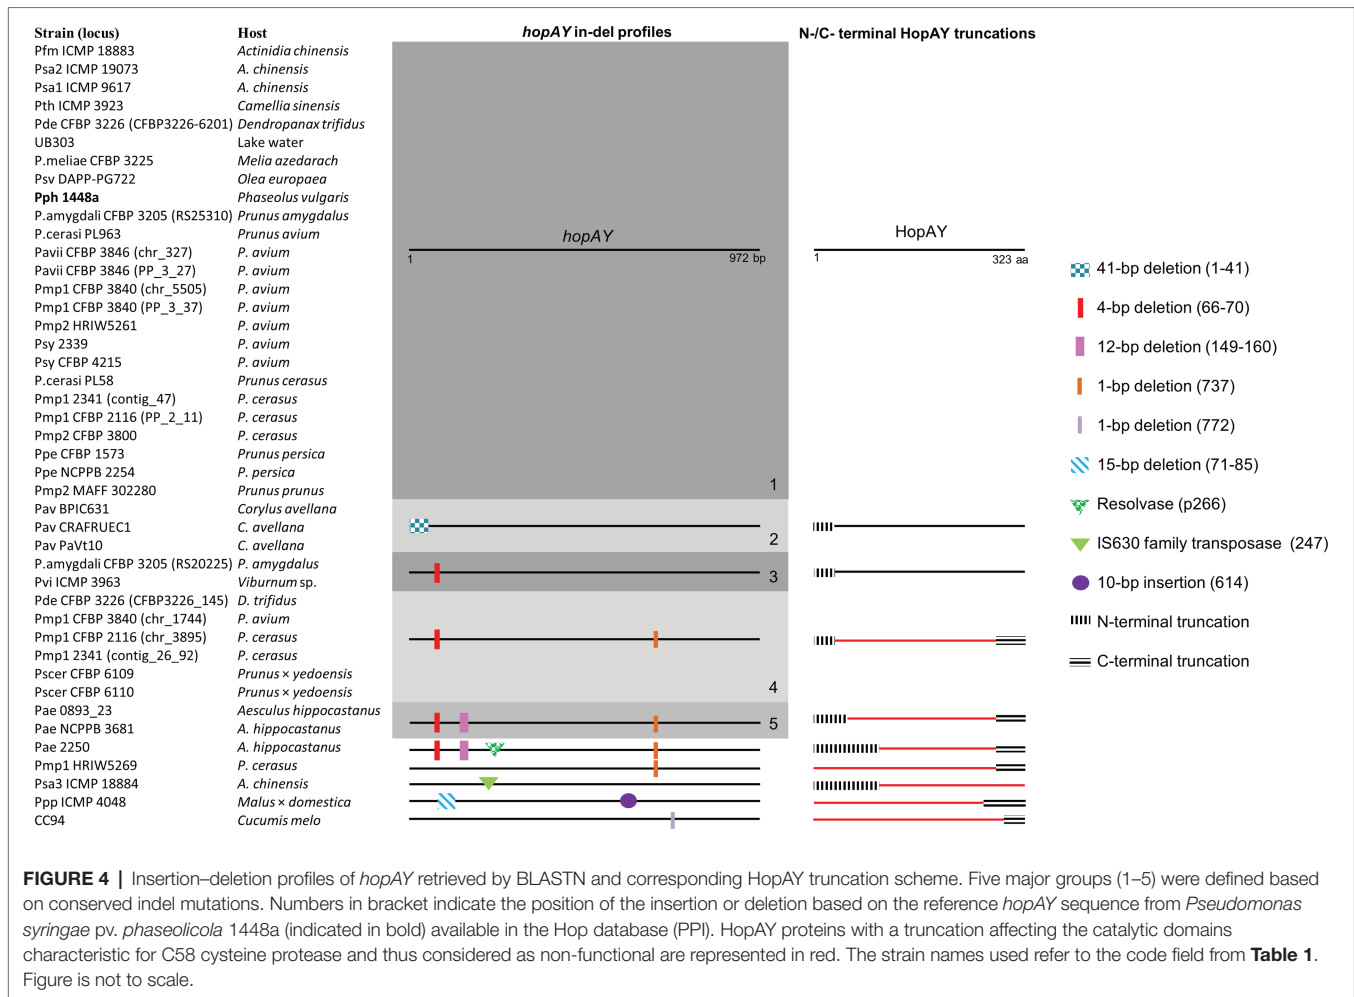 Strain (locus) Host hopAY in-del profiles N-/C- terminal HopAY truncations
Pfm ICMP 18883 Actinidia chinensis
Psa2 ICMP 19073 A. chinensis
Psa1 ICMP 9617 A. chinensis
Pth ICMP 3923 Camellia sinensis
Pde CFBP 3226 (CFBP3226-6201) Dendropanax trifidus
UB303 Lake water
P.meliae CFBP 3225 Melia azedarach
Psv DAPP-PG722 Olea europaea
Pph 1448a Phaseolus vulgaris
P.amygdali CFBP 3205 (RS25310) Prunus amygdalus
P.cerasi PL963 Prunus avium
Pavii CFBP 3846 (chr_327) P. avium
Pavii CFBP 3846 (PP_3_27) P. avium
Pmp1 CFBP 3840 (chr_5505) P. avium
Pmp1 CFBP 3840 (PP_3_37) P. avium
Pmp2 HRIW5261 P. avium
Psy 2339 P. avium
Psy CFBP 4215 P. avium
P.cerasi PL58 Prunus cerasus
Pmp1 2341 (contig_47) P. cerasus
Pmp1 CFBP 2116 (PP_2_11) P. cerasus
Pmp2 CFBP 3800 P. cerasus
Ppe CFBP 1573 Prunus persica
Ppe NCPPB 2254 P. persica
Pmp2 MAFF 302280 Prunus prunus
Pav BPIC631 Corylus avellana
Pav CRAFRUEC1 C. avellana
Pav PaVt10 C. avellana
P.amygdali CFBP 3205 (RS20225) P. amygdalus
Pvi ICMP 3963 Viburnum sp.
Pde CFBP 3226 (CFBP3226_145) D. trifidus
Pmp1 CFBP 3840 (chr_1744) P. avium
Pmp1 CFBP 2116 (chr_3895) P. cerasus
Pmp1 2341 (contig_26_92) P. cerasus
Pscer CFBP 6109 Prunus × yedoensis
Pscer CFBP 6110 Prunus × yedoensis
Pae 0893_23 Aesculus hippocastanus
Pae NCPPB 3681 A. hippocastanus
Pae 2250 A. hippocastanus
Pmp1 HRIW5269 P. cerasus
Psa3 ICMP 18884 A. chinensis
Ppp ICMP 4048 Malus × domestica
CC94 Cucumis melo
hopAY
1 972 bp
1
2
3
4
5
HopAY
1 323 aa
41-bp deletion (1-41)
4-bp deletion (66-70)
12-bp deletion (149-160)
1-bp deletion (737)
1-bp deletion (772)
15-bp deletion (71-85)
Resolvase (p266)
IS630 family transposase (247)
10-bp insertion (614)
N-terminal truncation
C-terminal truncation
FIGURE 4 | Insertion–deletion profiles of hopAY retrieved by BLASTN and corresponding HopAY truncation scheme. Five major groups (1–5) were defined based
on conserved indel mutations. Numbers in bracket indicate the position of the insertion or deletion based on the reference hopAY sequence from Pseudomonas
syringae pv. phaseolicola 1448a (indicated in bold) available in the Hop database (PPI). HopAY proteins with a truncation affecting the catalytic domains
characteristic for C58 cysteine protease and thus considered as non-functional are represented in red. The strain names used refer to the code field from Table 1.
Figure is not to scale.